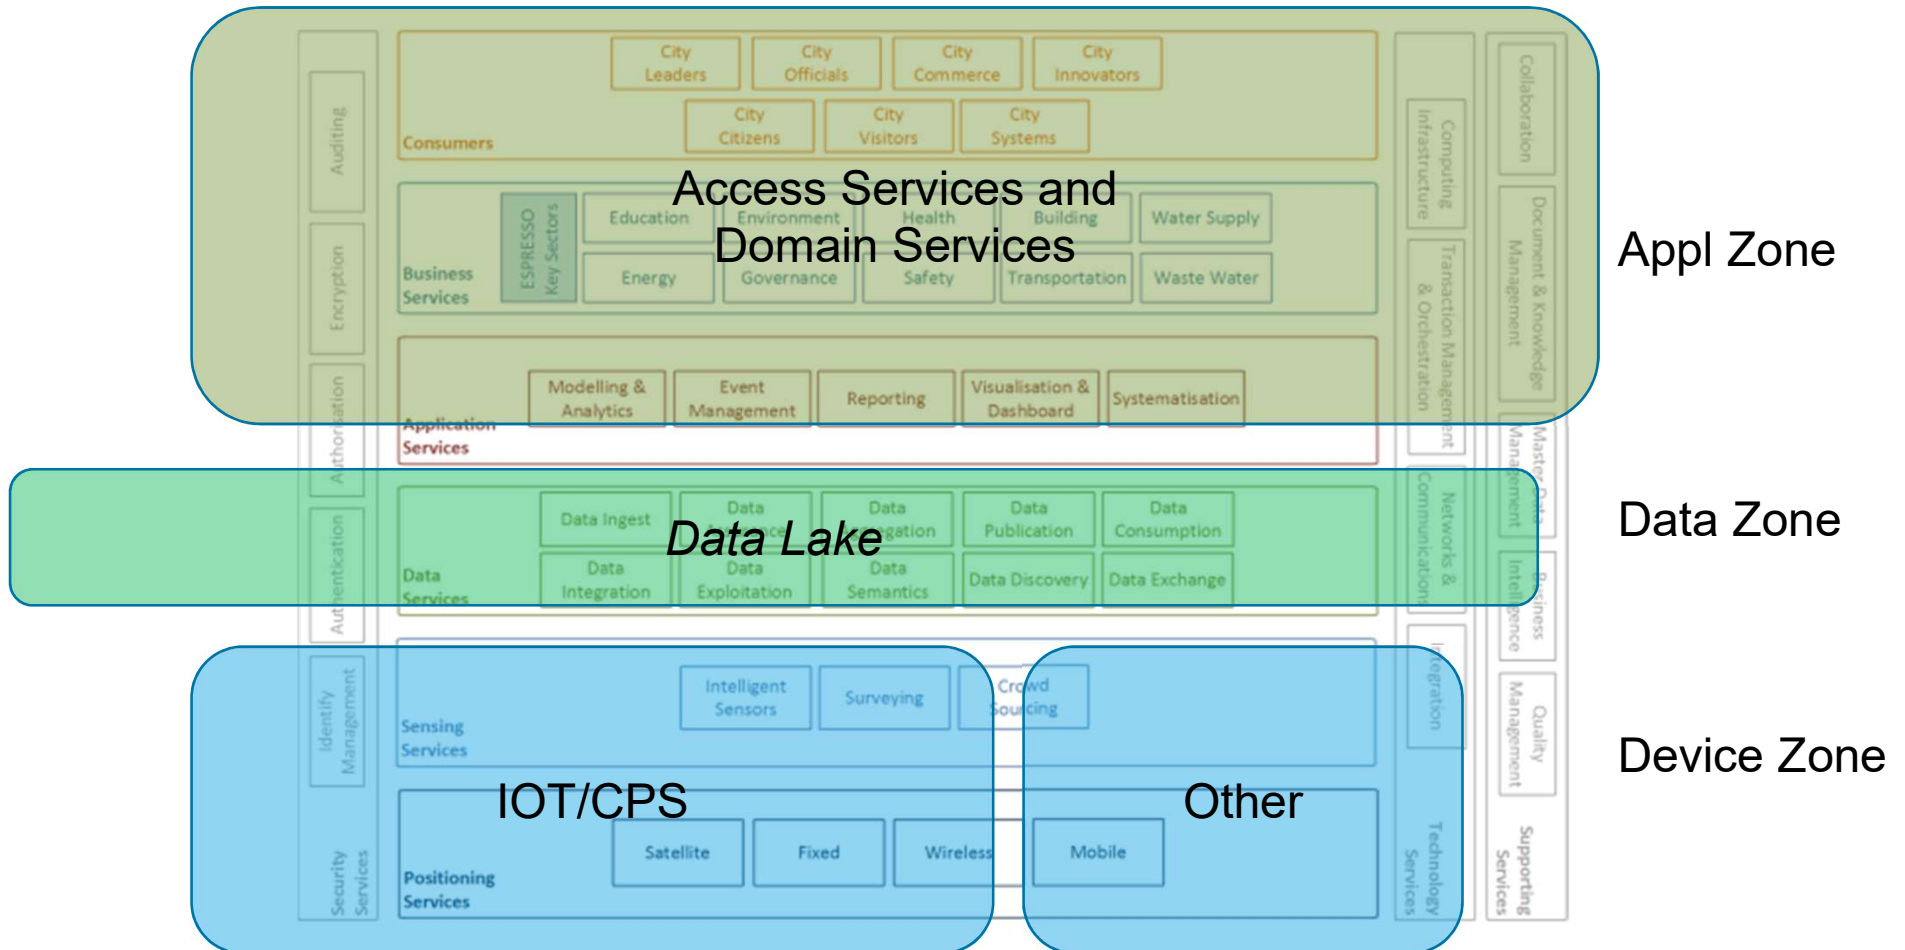 City
Leaders
City
Officials
City
Commerce
City
Innovators
City
Citizens
City
Visitors
City
Systems
Consumers
Access Services and
Domain Services
ESPRESSO
Key Sectors
Education
Environment
Health
Building
Water Supply
Energy
Governance
Safety
Transportation
Waste Water
Business
Services
Modelling &
Analytics
Event
Management
Reporting
Visualisation &
Dashboard
Systematisation
Application
Services
Data Lake
Data Ingest
Data
Data
Data
Publication
Data
Consumption
Data
Integration
Data
Exploitation
Data
Semantics
Data Discovery
Data Exchange
Data
Services
Intelligent
Sensors
Surveying
Crowd
Sourcing
Sensing
Services
IOT/CPS
Other
Satellite
Fixed
Wireless
Mobile
Positioning
Services
Auditing
Encryption
Authorisation
Authentication
Identify
Management
Security
Services
Computing
Infrastructure
Transaction Management
& Orchestration
Networks &
Communications
Integration
Technology
Services
Collaboration
Document & Knowledge
Management
Master Data
Management
Business
Intelligence
Quality
Management
Supporting
Services
Appl Zone
Data Zone
Device Zone